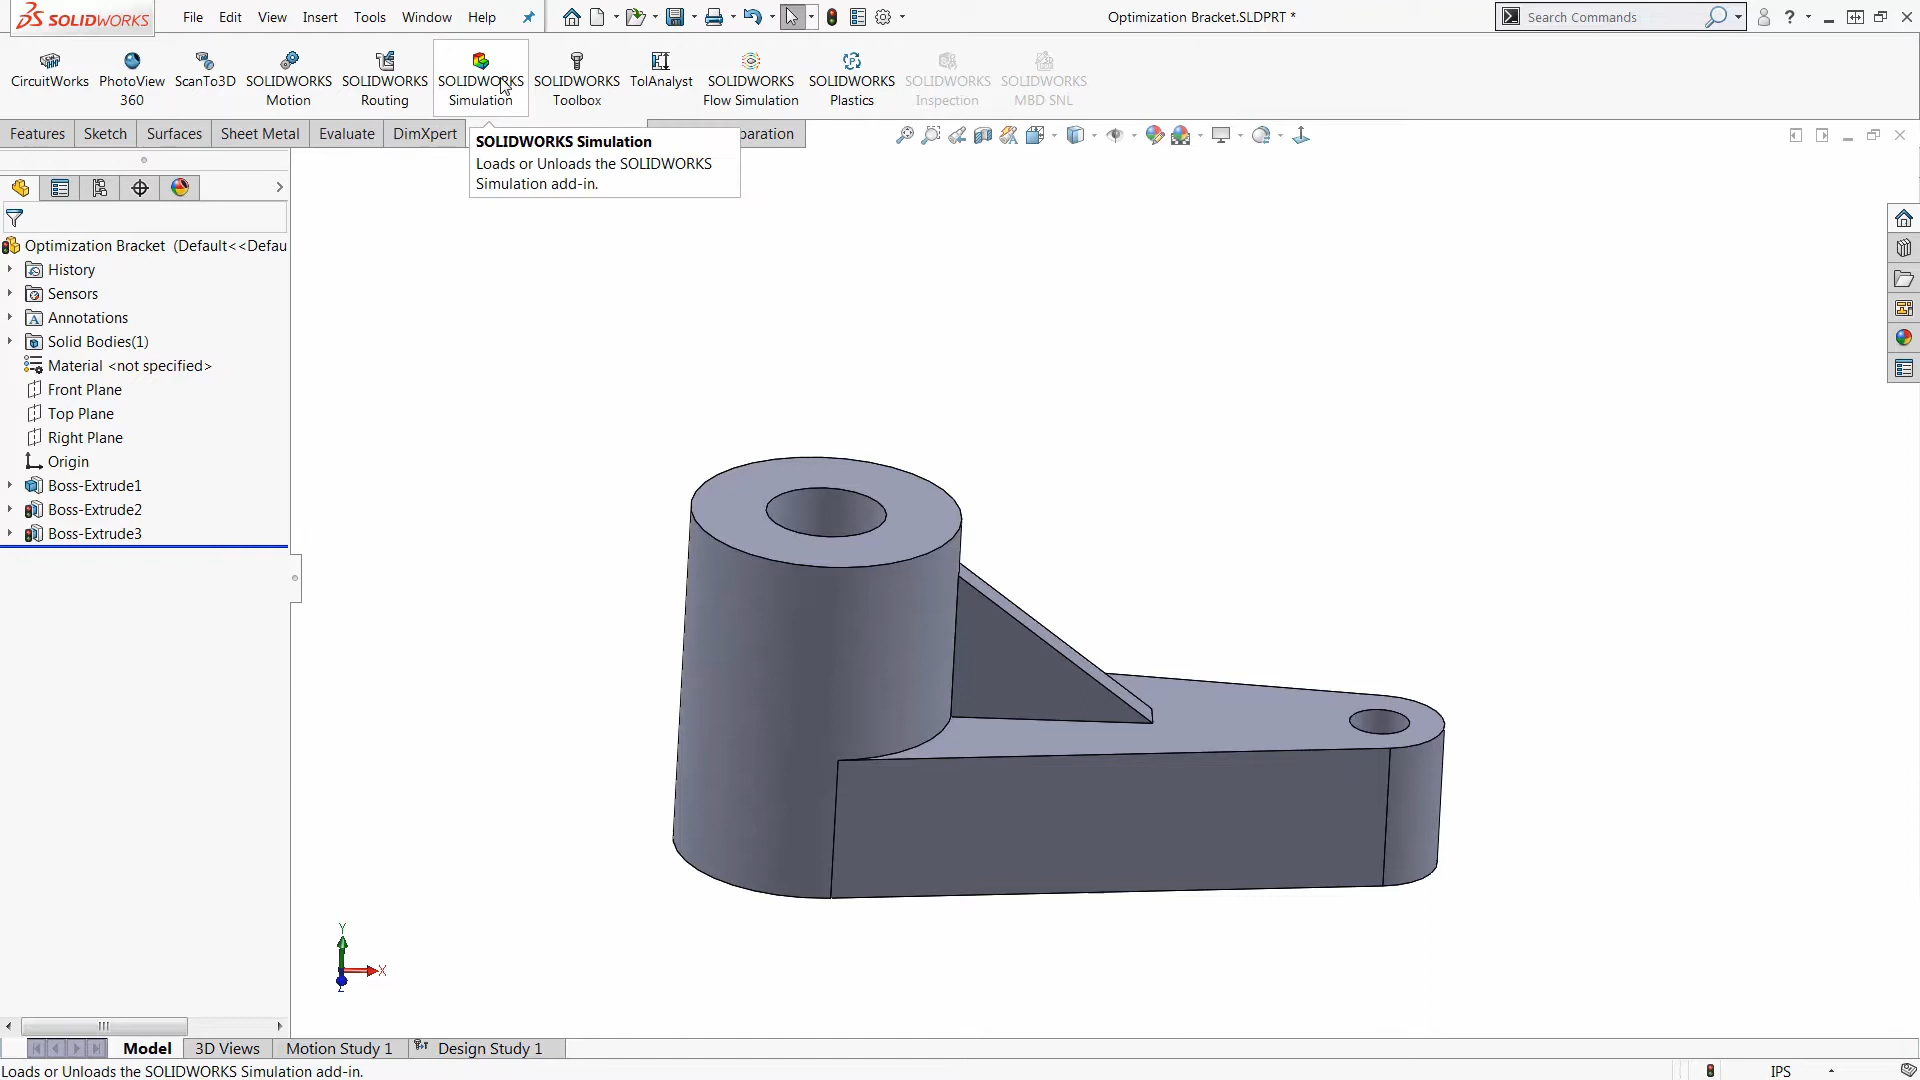 SOLIDWORKS File Edit View Insert Tools Window Help Optimization Bracket.SLDPRT * Search Commands ?
CircuitWorks PhotoView 360 ScanTo3D SOLIDWORKS Motion SOLIDWORKS Routing SOLIDWORKS Simulation SOLIDWORKS Toolbox TolAnalyst SOLIDWORKS Flow Simulation SOLIDWORKS Plastics SOLIDWORKS Inspection SOLIDWORKS MBD SNL
Features Sketch Surfaces Sheet Metal Evaluate DimXpert paration
SOLIDWORKS Simulation
Loads or Unloads the SOLIDWORKS
Simulation add-in.
Optimization Bracket (Default<<Defau
History
Sensors
A Annotations
Solid Bodies(1)
Material <not specified>
Front Plane
Top Plane
Right Plane
Origin
Boss-Extrude1
Boss-Extrude2
Boss-Extrude3
Y
X
Z
Model 3D Views Motion Study 1 Design Study 1
Loads or Unloads the SOLIDWORKS Simulation add-in. IPS